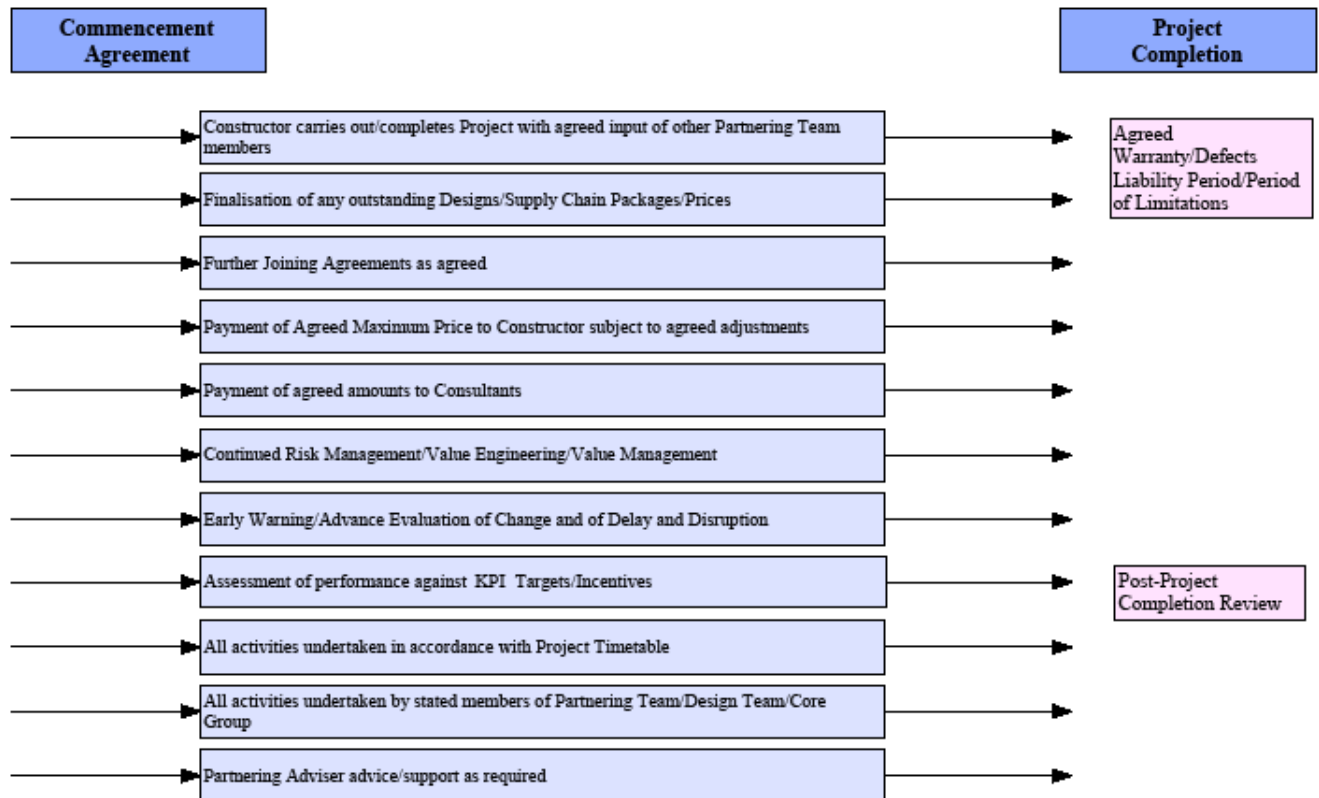 Commencement
Agreement
Project
Completion
Constructor carries out/completes Project with agreed input of other Partnering Team
members
Agreed
Warranty/Defects
Liability Period/Period
of Limitations
Finalisation of any outstanding Designs/Supply Chain Packages/Prices
Further Joining Agreements as agreed
Payment of Agreed Maximum Price to Constructor subject to agreed adjustments
Payment of agreed amounts to Consultants
Continued Risk Management/Value Engineering/Value Management
Early Warning/Advance Evaluation of Change and of Delay and Disruption
Assessment of performance against KPI Targets/Incentives
Post-Project
Completion Review
All activities undertaken in accordance with Project Timetable
All activities undertaken by stated members of Partnering Team/Design Team/Core
Group
Partnering Adviser advice/support as required